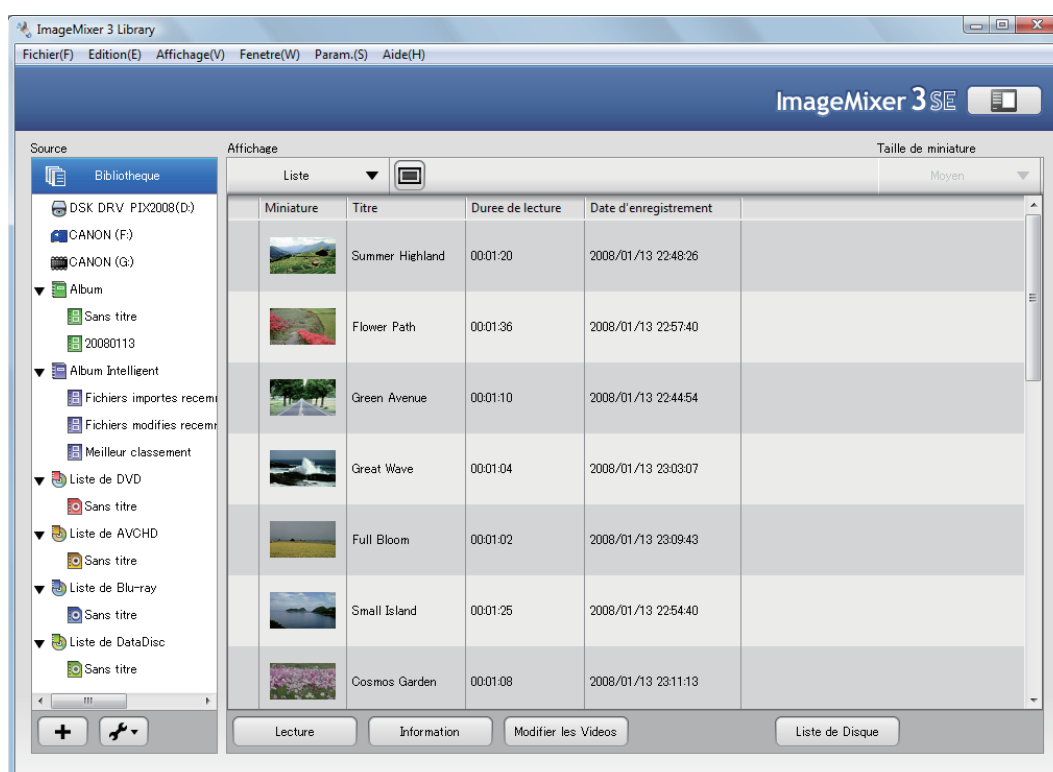 ImageMixer 3 Library
Fichier(F) Edition(E) Affichage(V) Fenetre(W) Param.(S) Aide(H)
ImageMixer 3 SE
Source
Affichage
Taille de miniature
Bibliotheque
Liste
Moyen
DSK DRV PIX2008(D:)
CANON (F:)
CANON (G:)
Album
Sans titre
20080113
Album Intelligent
Fichiers importes recem
Fichiers modifies recem
Meilleur classement
Liste de DVD
Sans titre
Liste de AVCHD
Sans titre
Liste de Blu-ray
Sans titre
Liste de DataDisc
Sans titre
Miniature Titre Duree de lecture Date d'enregistrement
Summer Highland 00:01:20 2008/01/13 22:48:26
Flower Path 00:01:36 2008/01/13 22:57:40
Green Avenue 00:01:10 2008/01/13 22:44:54
Great Wave 00:01:04 2008/01/13 23:03:07
Full Bloom 00:01:02 2008/01/13 23:09:43
Small Island 00:01:25 2008/01/13 22:54:40
Cosmos Garden 00:01:08 2008/01/13 23:11:13
Lecture
Information
Modifier les Videos
Liste de Disque